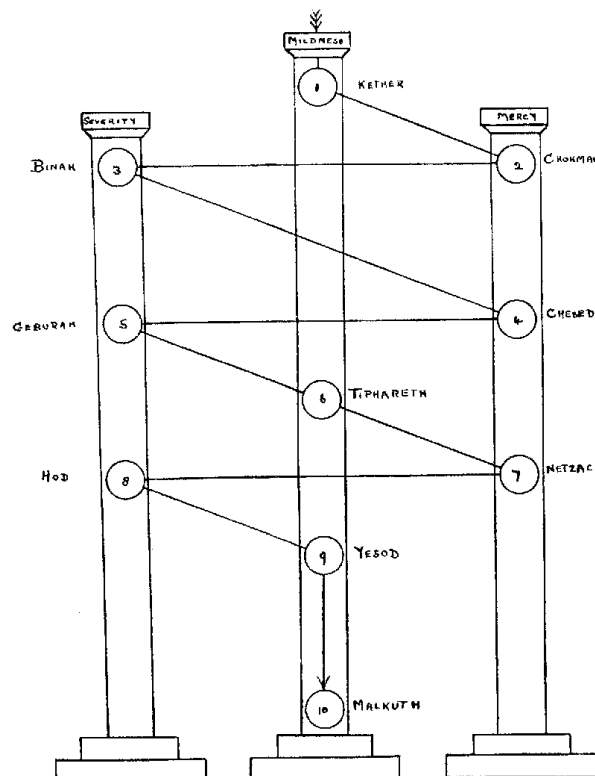 MILDNESS
1 KETHER
SEVERITY
MERCY
BINAH 3
2 CHOKMAH
GEBURAH 5
4 CHESED
6 TIPHARETH
HOD 8
7 NETZAC
9 YESOD
10 MALKUTH